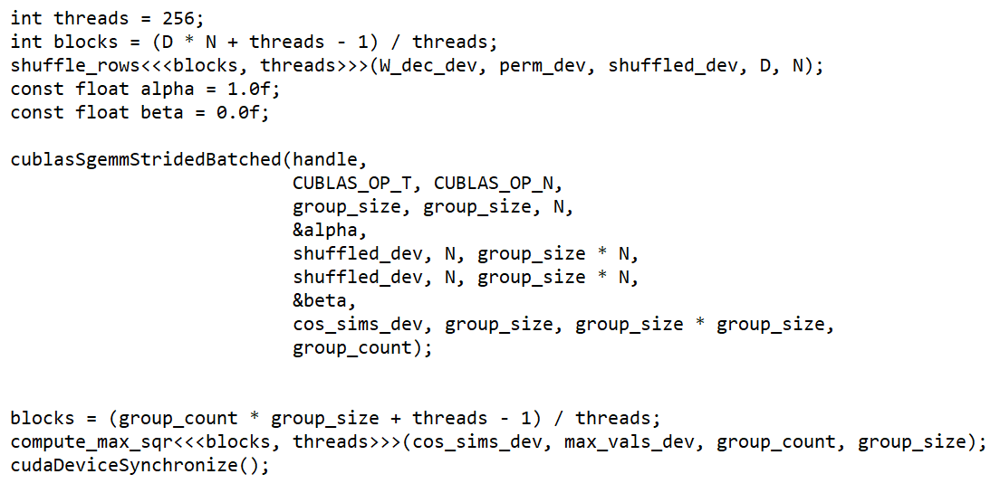 int threads = 256;
int blocks = (D * N + threads - 1) / threads;
shuffle_rows<<<blocks, threads>>>(W_dec_dev, perm_dev, shuffled_dev, D, N);
const float alpha = 1.0f;
const float beta = 0.0f;
cublasSgemmStridedBatched(handle,
CUBLAS_OP_T, CUBLAS_OP_N,
group_size, group_size, N,
&alpha,
shuffled_dev, N, group_size * N,
shuffled_dev, N, group_size * N,
&beta,
cos_sims_dev, group_size, group_size * group_size,
group_count);
blocks = (group_count * group_size + threads - 1) / threads;
compute_max_sqr<<<blocks, threads>>>(cos_sims_dev, max_vals_dev, group_count, group_size);
cudaDeviceSynchronize();